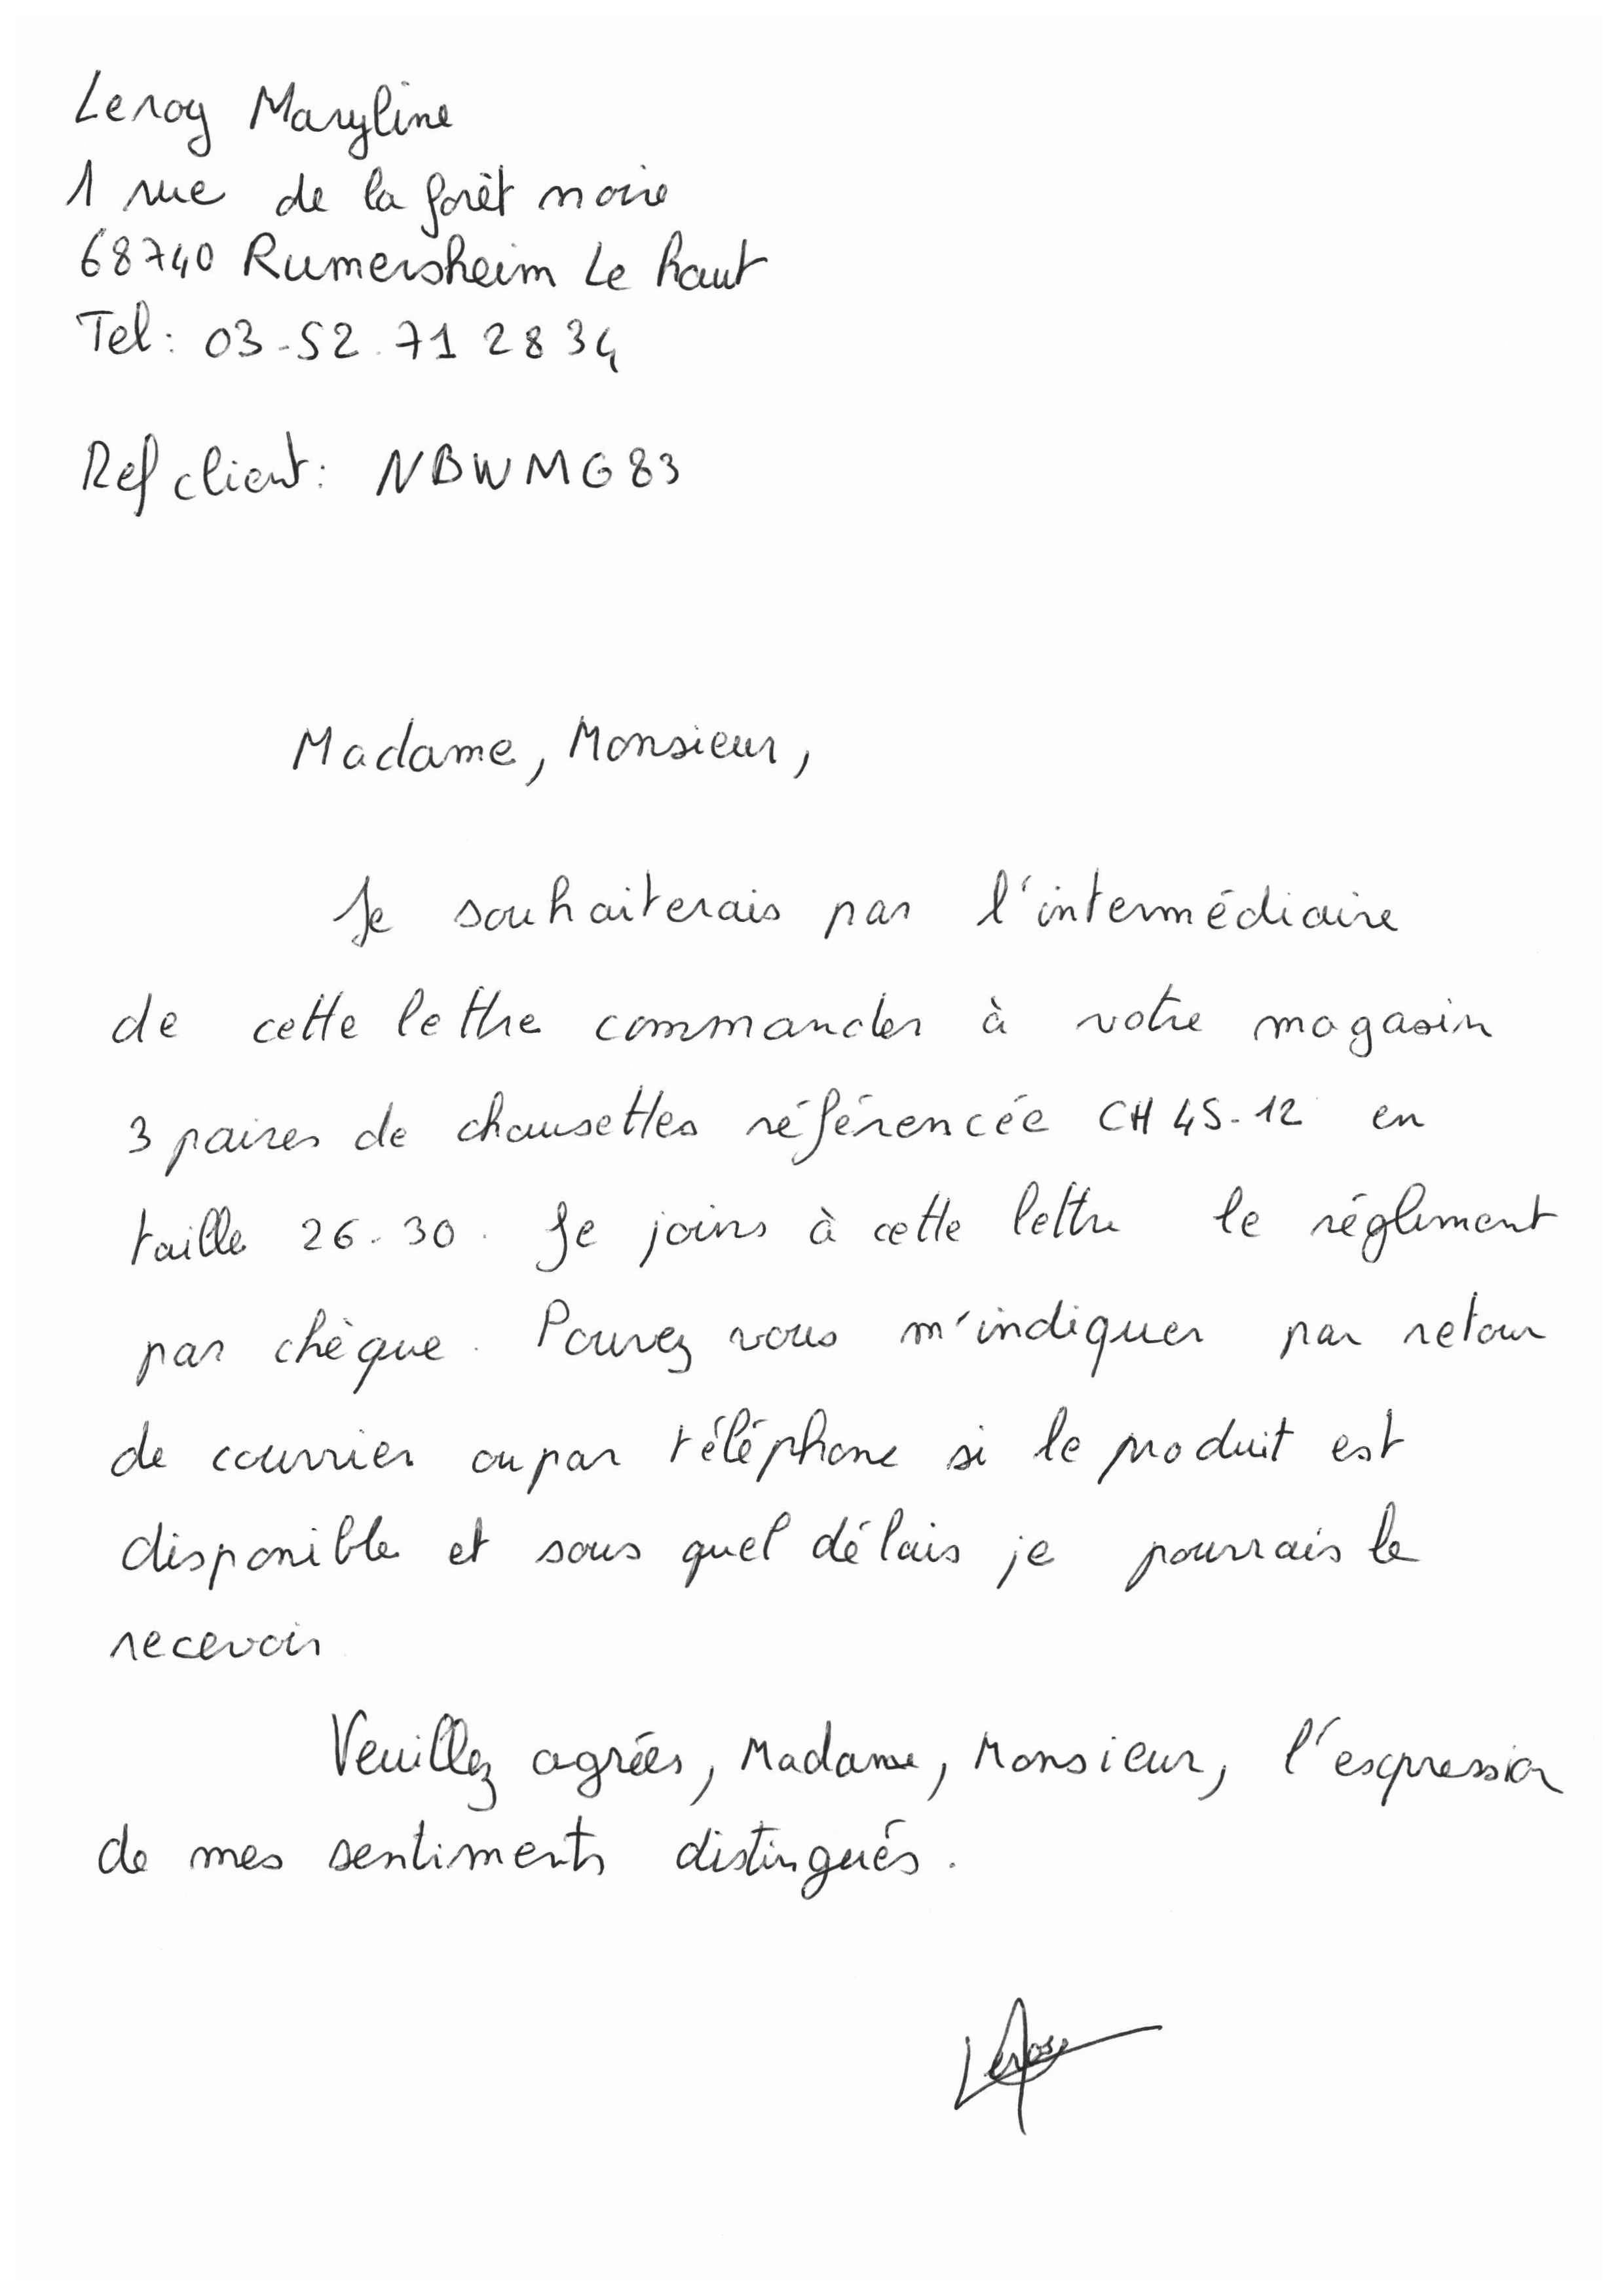 Leroy Maryline
1 rue de la forêt noire
68740 Rumersheim Le haut
Tel : 03-52.71 28 34
Ref client : NBWMG83
Madame, Monsieur,
Je souhaiterais par l'intermédiaire
de cette lettre commander à votre magasin
3 paires de chaussettes référencée CH45-12 en
taille 26-30. Je joins à cette lettre le réglement
par chèque. Pouvez vous m'indiquer par retour
de courrier ou par téléphone si le produit est
disponible et sous quel délais je pourrais le
recevoir
Veuillez agréer, Madame, Monsieur, l'expression
de mes sentiments distingués.
Leroy